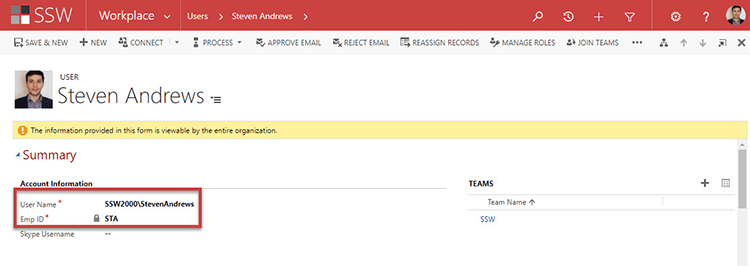 SSW Workplace Users Steven Andrews ?
SAVE & NEW NEW CONNECT PROCESS APPROVE EMAIL REJECT EMAIL REASSIGN RECORDS MANAGE ROLES JOIN TEAMS ...
USER
Steven Andrews
The information provided in this form is viewable by the entire organization.
Summary
Account Information
User Name * SSW2000\StevenAndrews
Emp ID * STA
Skype Username --
TEAMS
Team Name ↑
SSW